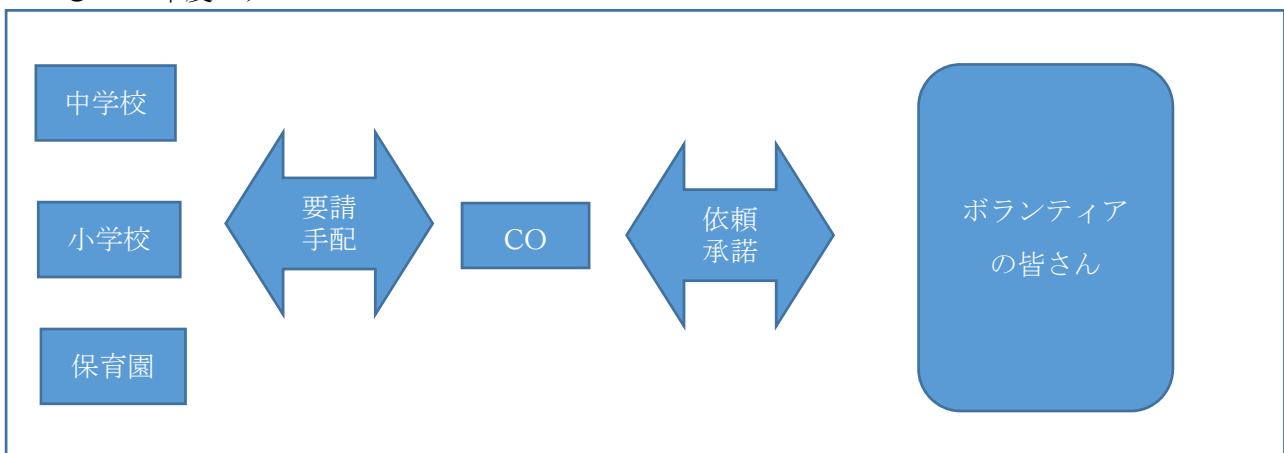 中学校
小学校
保育園
要請
手配
CO
依頼
承諾
ボランティア
の皆さん